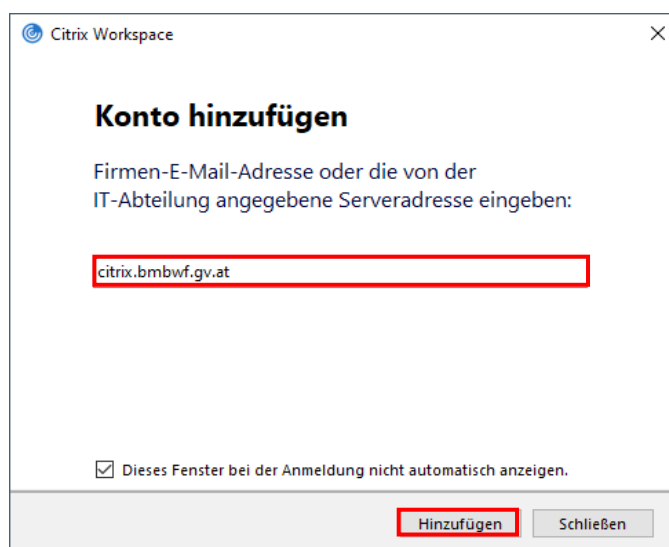 Citrix Workspace
Konto hinzufügen
Firmen-E-Mail-Adresse oder die von der
IT-Abteilung angegebene Serveradresse eingeben:
citrix.bmbwf.gv.at
Dieses Fenster bei der Anmeldung nicht automatisch anzeigen.
Hinzufügen
Schließen